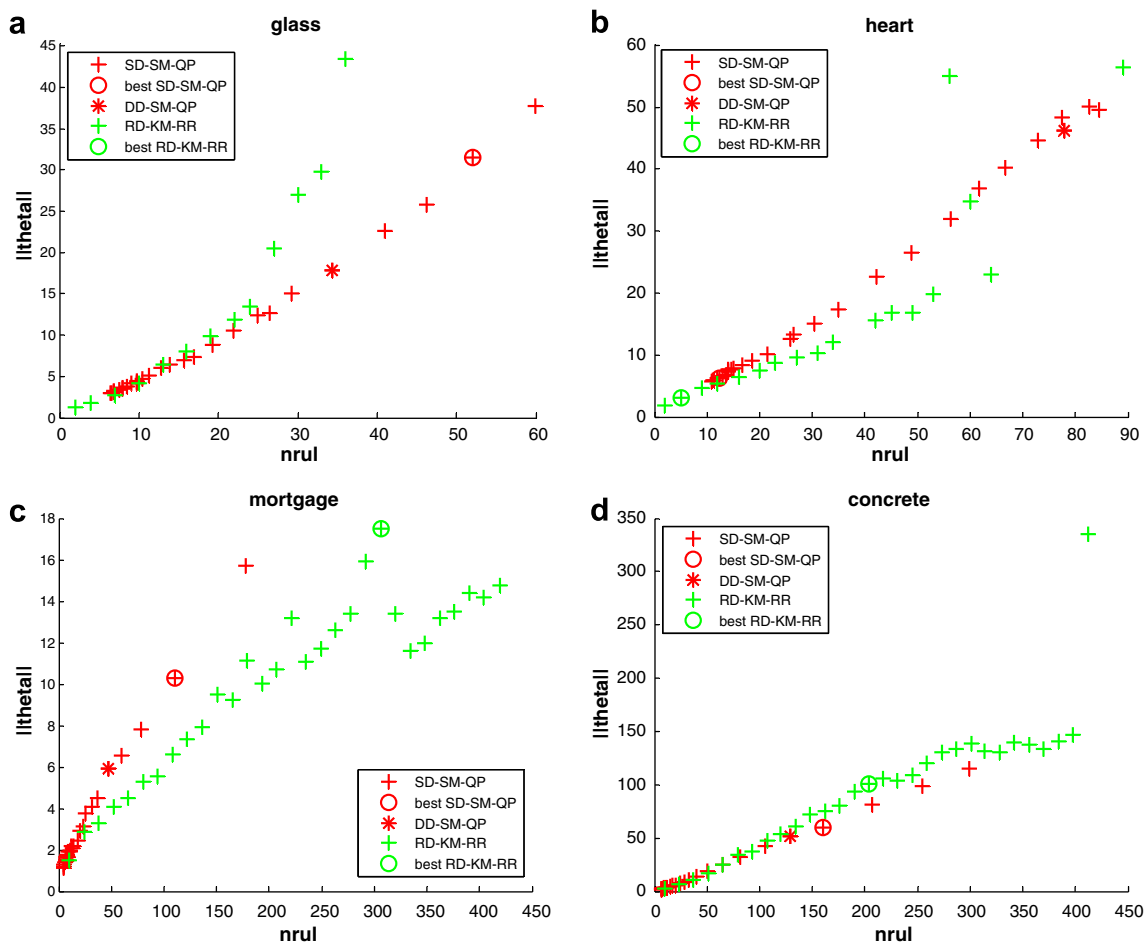 a
glass
45
40
35
30
25
20
15
10
5
0
||theta||
SD-SM-QP
best SD-SM-QP
DD-SM-QP
RD-KM-RR
best RD-KM-RR
0 10 20 30 40 50 60
nrul
b
heart
60
50
40
30
20
10
0
||theta||
SD-SM-QP
best SD-SM-QP
DD-SM-QP
RD-KM-RR
best RD-KM-RR
0 10 20 30 40 50 60 70 80 90
nrul
c
mortgage
18
16
14
12
10
8
6
4
2
0
||theta||
SD-SM-QP
best SD-SM-QP
DD-SM-QP
RD-KM-RR
best RD-KM-RR
0 50 100 150 200 250 300 350 400 450
nrul
d
concrete
350
300
250
200
150
100
50
0
||theta||
SD-SM-QP
best SD-SM-QP
DD-SM-QP
RD-KM-RR
best RD-KM-RR
0 50 100 150 200 250 300 350 400 450
nrul